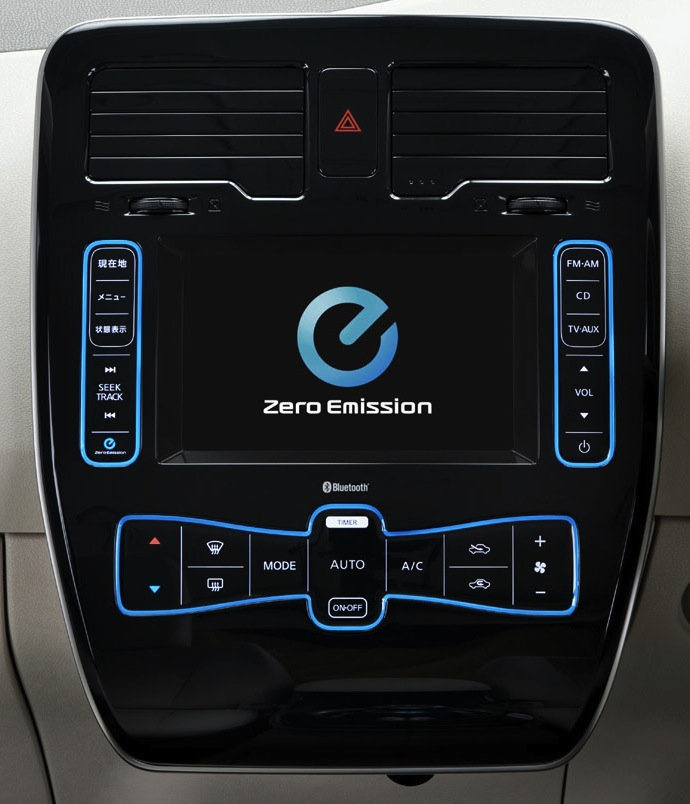 現在地
メニュー
状態表示
SEEK
TRACK
Zero Emission
Zero Emission
FM·AM
CD
TV·AUX
VOL
Bluetooth
TIMER
MODE
AUTO
A/C
ON·OFF